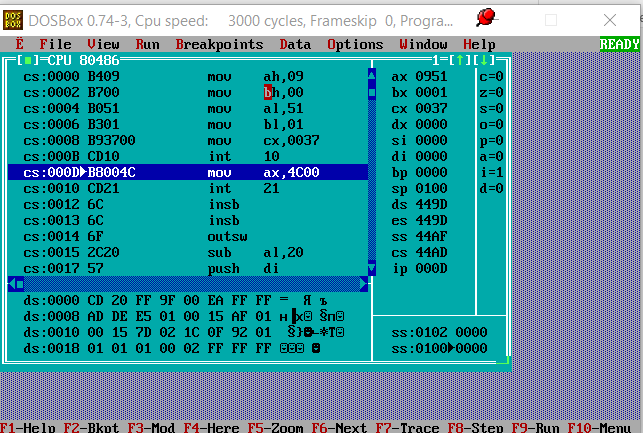 DOSBox 0.74-3, Cpu speed: 3000 cycles, Frameskip 0, Progra...
Ë File View Run Breakpoints Data Options Window Help READY
[■]=CPU 80486 1=[↑][↓]
cs:0000 B409 mov ah,09 ax 0951 c=0
cs:0002 B700 mov bh,00 bx 0001 z=0
cs:0004 B051 mov al,51 cx 0037 s=0
cs:0006 B301 mov bl,01 dx 0000 o=0
cs:0008 B93700 mov cx,0037 si 0000 p=0
cs:000B CD10 int 10 di 0000 a=0
cs:000D►B8004C mov ax,4C00 bp 0000 i=1
cs:0010 CD21 int 21 sp 0100 d=0
cs:0012 6C insb ds 449D
cs:0013 6C insb es 449D
cs:0014 6F outsw ss 44AF
cs:0015 2C20 sub al,20 cs 44AD
cs:0017 57 push di ip 000D
ds:0000 CD 20 FF 9F 00 EA FF FF = Я ъ
ds:0008 AD DE E5 01 00 15 AF 01 н▐х☺ §п☺
ds:0010 00 15 7D 02 1C 0F 92 01 §}☻∟☼Т☺ ss:0102 0000
ds:0018 01 01 01 00 02 FF FF FF ☺☺☺ ☻ ss:0100►0000
F1-Help F2-Bkpt F3-Mod F4-Here F5-Zoom F6-Next F7-Trace F8-Step F9-Run F10-Menu